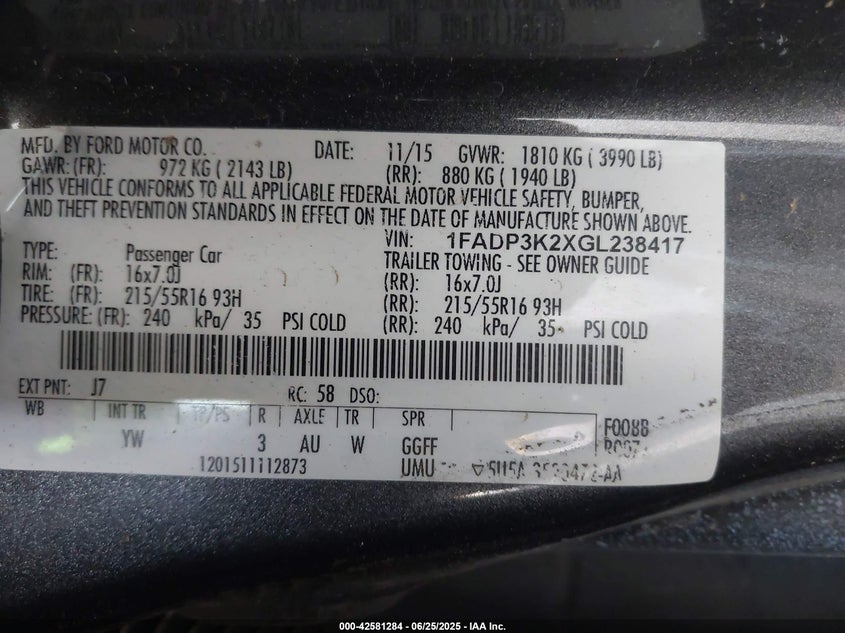 MFD. BY FORD MOTOR CO. DATE: 11/15 GVWR: 1810 KG ( 3990 LB)
GAWR: (FR): 972 KG ( 2143 LB) (RR): 880 KG ( 1940 LB)
THIS VEHICLE CONFORMS TO ALL APPLICABLE FEDERAL MOTOR VEHICLE SAFETY, BUMPER,
AND THEFT PREVENTION STANDARDS IN EFFECT ON THE DATE OF MANUFACTURE SHOWN ABOVE.
VIN: 1FADP3K2XGL238417
TYPE: Passenger Car TRAILER TOWING - SEE OWNER GUIDE
RIM: (FR): 16x7.0J (RR): 16x7.0J
TIRE: (FR): 215/55R16 93H (RR): 215/55R16 93H
PRESSURE: (FR): 240 kPa/ 35 PSI COLD (RR): 240 kPa/ 35 PSI COLD
EXT PNT: J7 RC: 58 DSO:
WB INT TR TP/PS R AXLE TR SPR F0088
YW 3 AU W GGFF
1201511112873 UMU
000-42581284 - 06/25/2025 - IAA Inc.